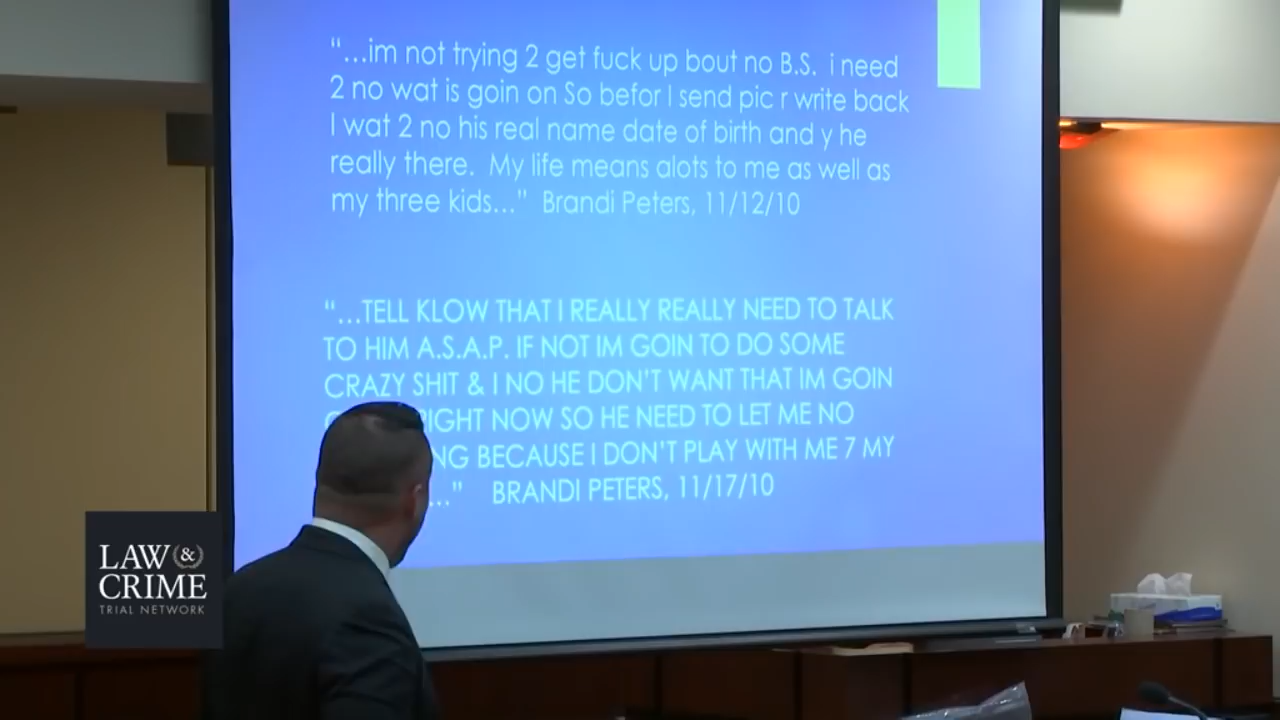 “...im not trying 2 get fuck up bout no B.S. i need
2 no wat is goin on So befor I send pic r write back
I wat 2 no his real name date of birth and y he
really there. My life means alots to me as well as
my three kids...” Brandi Peters, 11/12/10
“...TELL KLOW THAT I REALLY REALLY NEED TO TALK
TO HIM A.S.A.P. IF NOT IM GOIN TO DO SOME
CRAZY SHIT & I NO HE DON'T WANT THAT IM GOIN
RIGHT NOW SO HE NEED TO LET ME NO
BECAUSE I DON'T PLAY WITH ME 7 MY
...” BRANDI PETERS, 11/17/10
LAW &
CRIME
TRIAL NETWORK